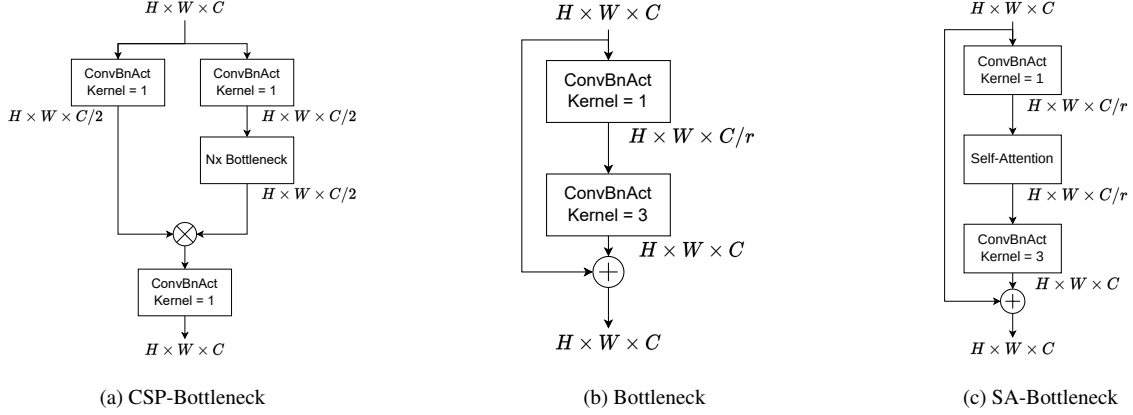 H × W × C
ConvBnAct
Kernel = 1
ConvBnAct
Kernel = 1
H × W × C/2
H × W × C/2
Nx Bottleneck
H × W × C/2
ConvBnAct
Kernel = 1
H × W × C
(a) CSP-Bottleneck
H × W × C
ConvBnAct
Kernel = 1
H × W × C/r
ConvBnAct
Kernel = 3
H × W × C
H × W × C
(b) Bottleneck
H × W × C
ConvBnAct
Kernel = 1
H × W × C/r
Self-Attention
H × W × C/r
ConvBnAct
Kernel = 3
H × W × C
H × W × C
(c) SA-Bottleneck